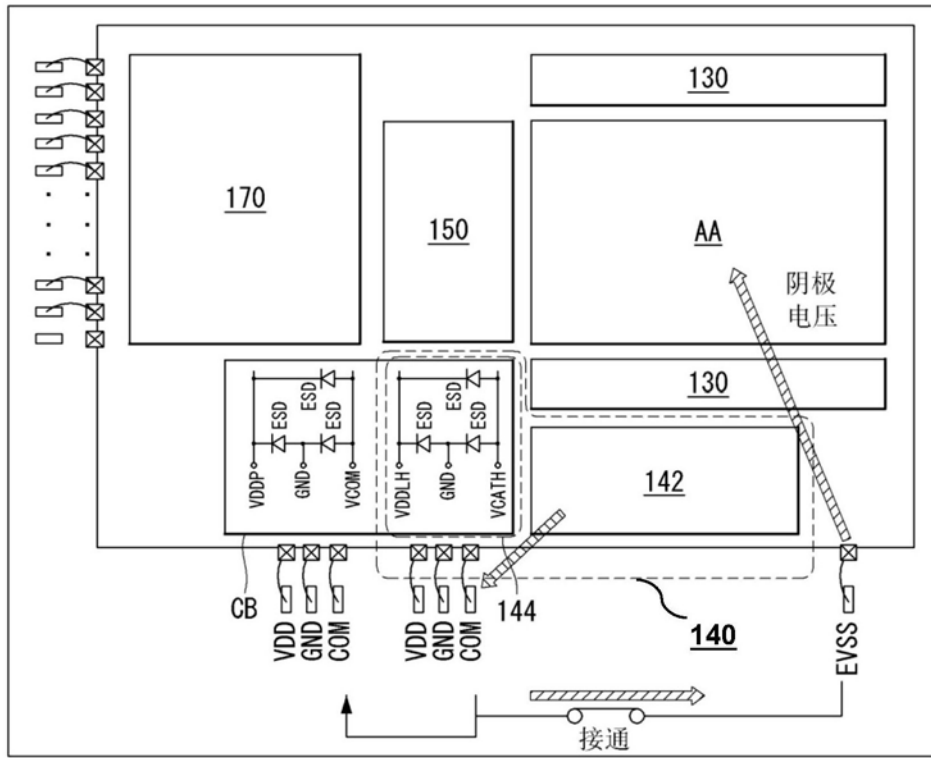 130
170
150
AA
阴极
电压
130
ESD
ESD
ESD
ESD
ESD
ESD
VDDP
GND
VCOM
VDDLH
GND
VCATH
142
CB
144
140
VDD
GND
COM
VDD
GND
COM
EVSS
接通